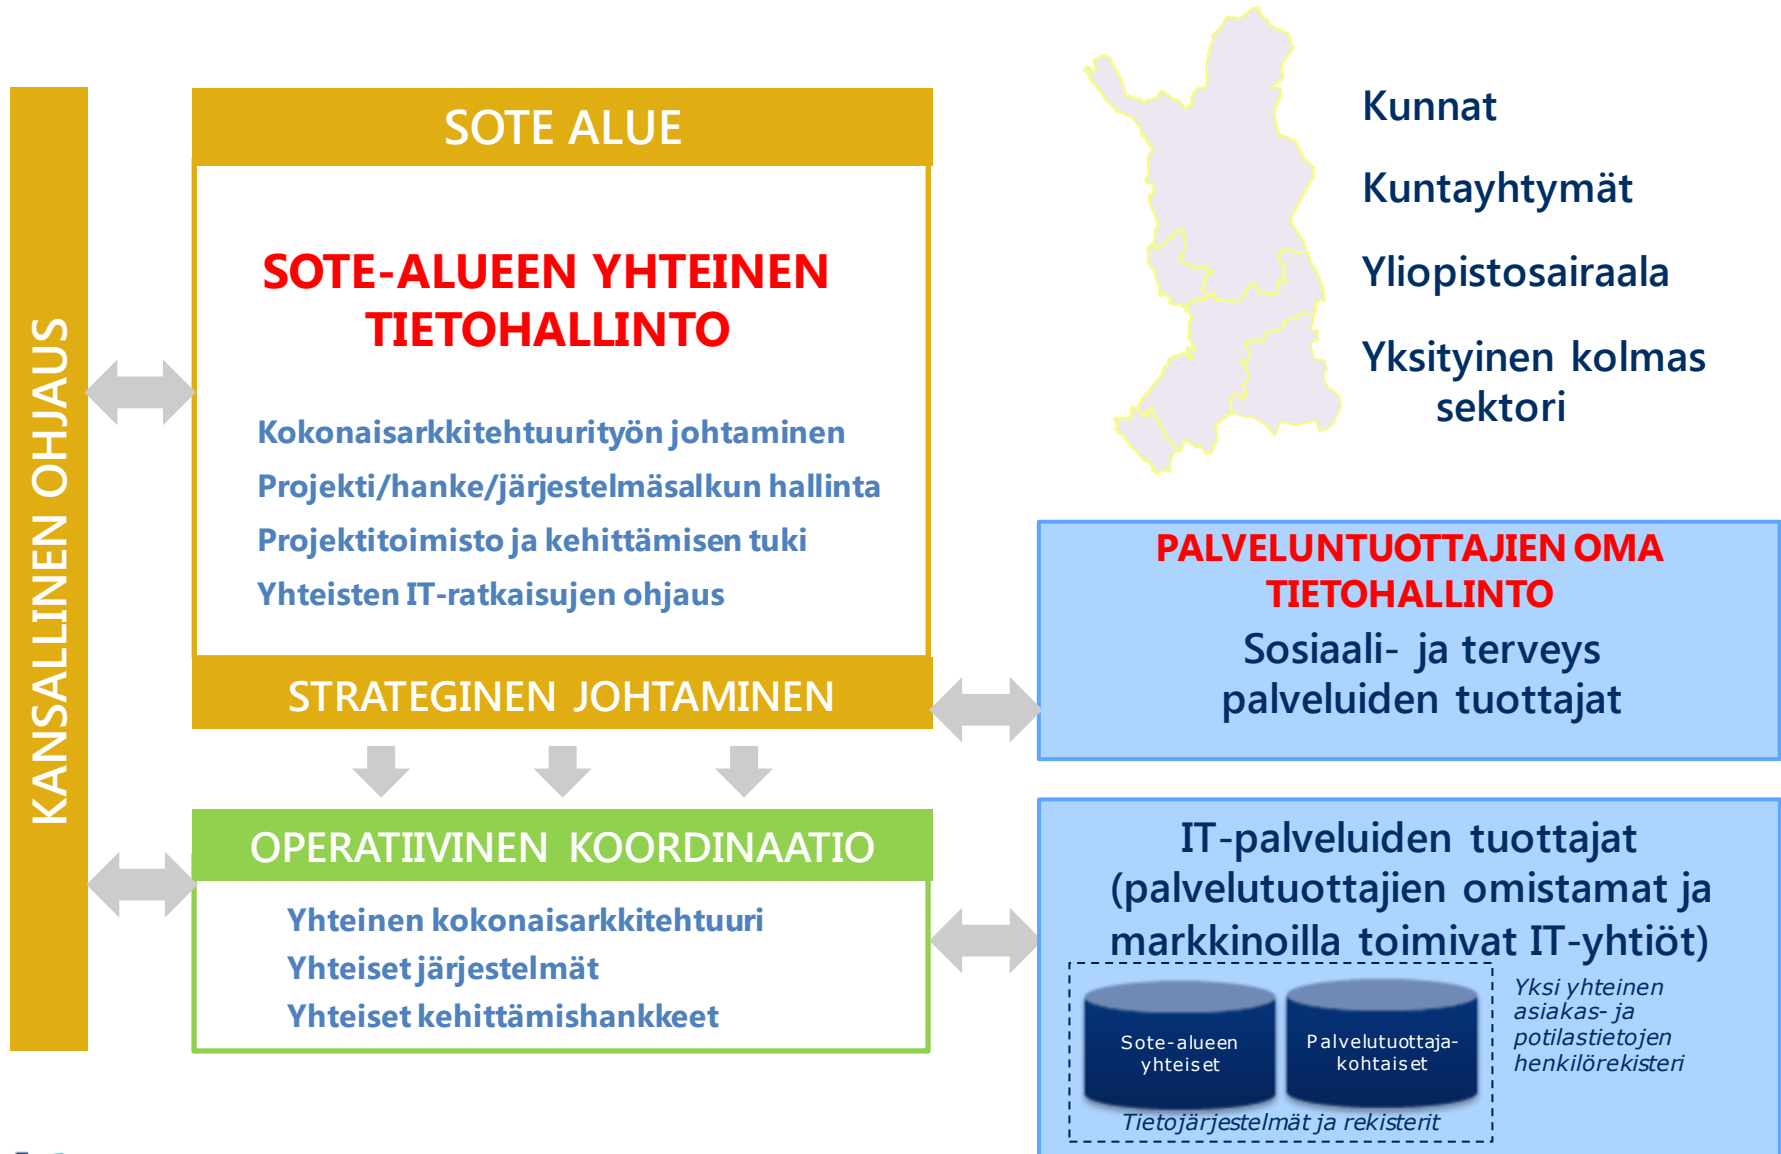 KANSALLINEN OHJAUS
SOTE ALUE
SOTE-ALUEEN YHTEINEN
TIETOHALLINTO
Kokonaisarkkitehtuurityön johtaminen
Projekti/hanke/järjestelmäsalkun hallinta
Projektitoimisto ja kehittämisen tuki
Yhteisten IT-ratkaisujen ohjaus
STRATEGINEN JOHTAMINEN
OPERATIIVINEN KOORDINAATIO
Yhteinen kokonaisarkkitehtuuri
Yhteiset järjestelmät
Yhteiset kehittämishankkeet
Kunnat
Kuntayhtymät
Yliopistosairaala
Yksityinen kolmas
sektori
PALVELUNTUOTTAJIEN OMA
TIETOHALLINTO
Sosiaali- ja terveys
palveluiden tuottajat
IT-palveluiden tuottajat
(palvelutuottajien omistamat ja
markkinoilla toimivat IT-yhtiöt)
Sote-alueen
yhteiset
Palvelutuottaja-
kohtaiset
Tietojärjestelmät ja rekisterit
Yksi yhteinen
asiakas- ja
potilastietojen
henkilörekisteri